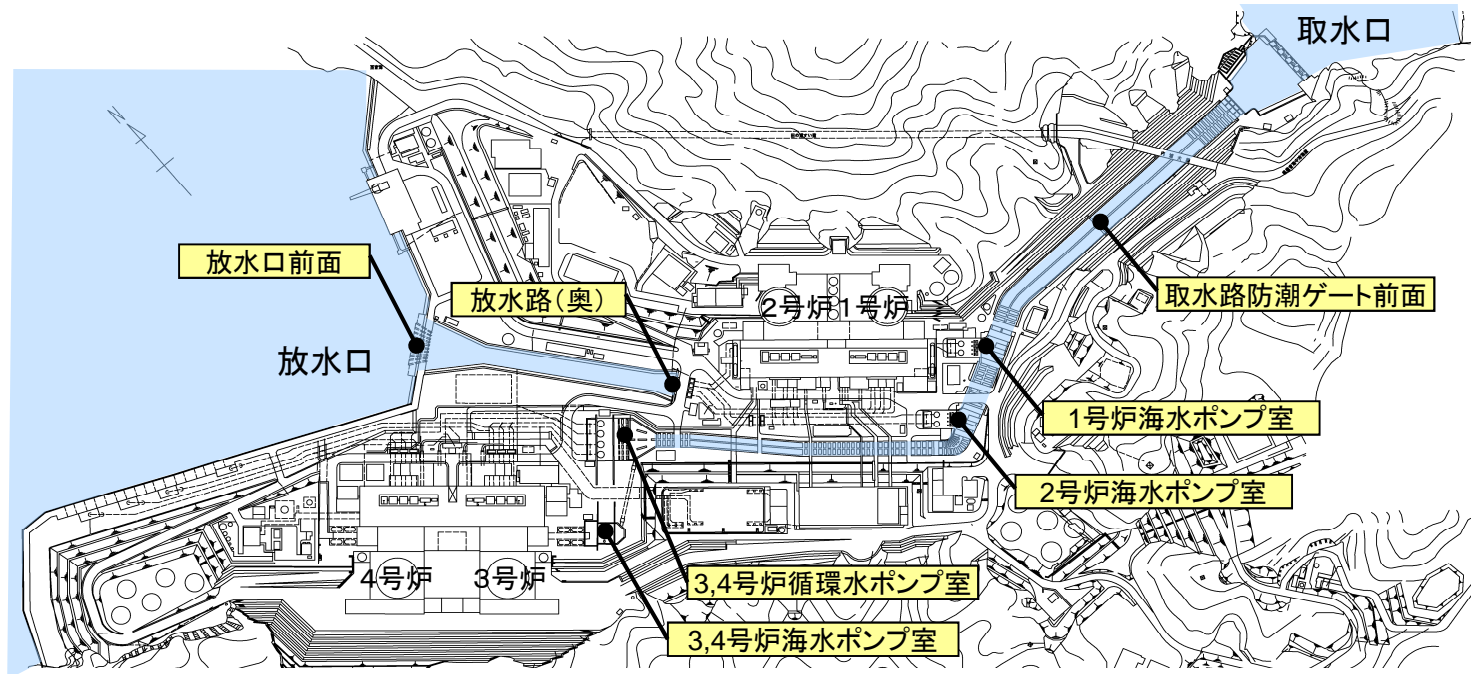 取水口
N
放水口前面
放水路(奥)
2号炉
1号炉
取水路防潮ゲート前面
放水口
1号炉海水ポンプ室
2号炉海水ポンプ室
4号炉
3号炉
3,4号炉循環水ポンプ室
3,4号炉海水ポンプ室